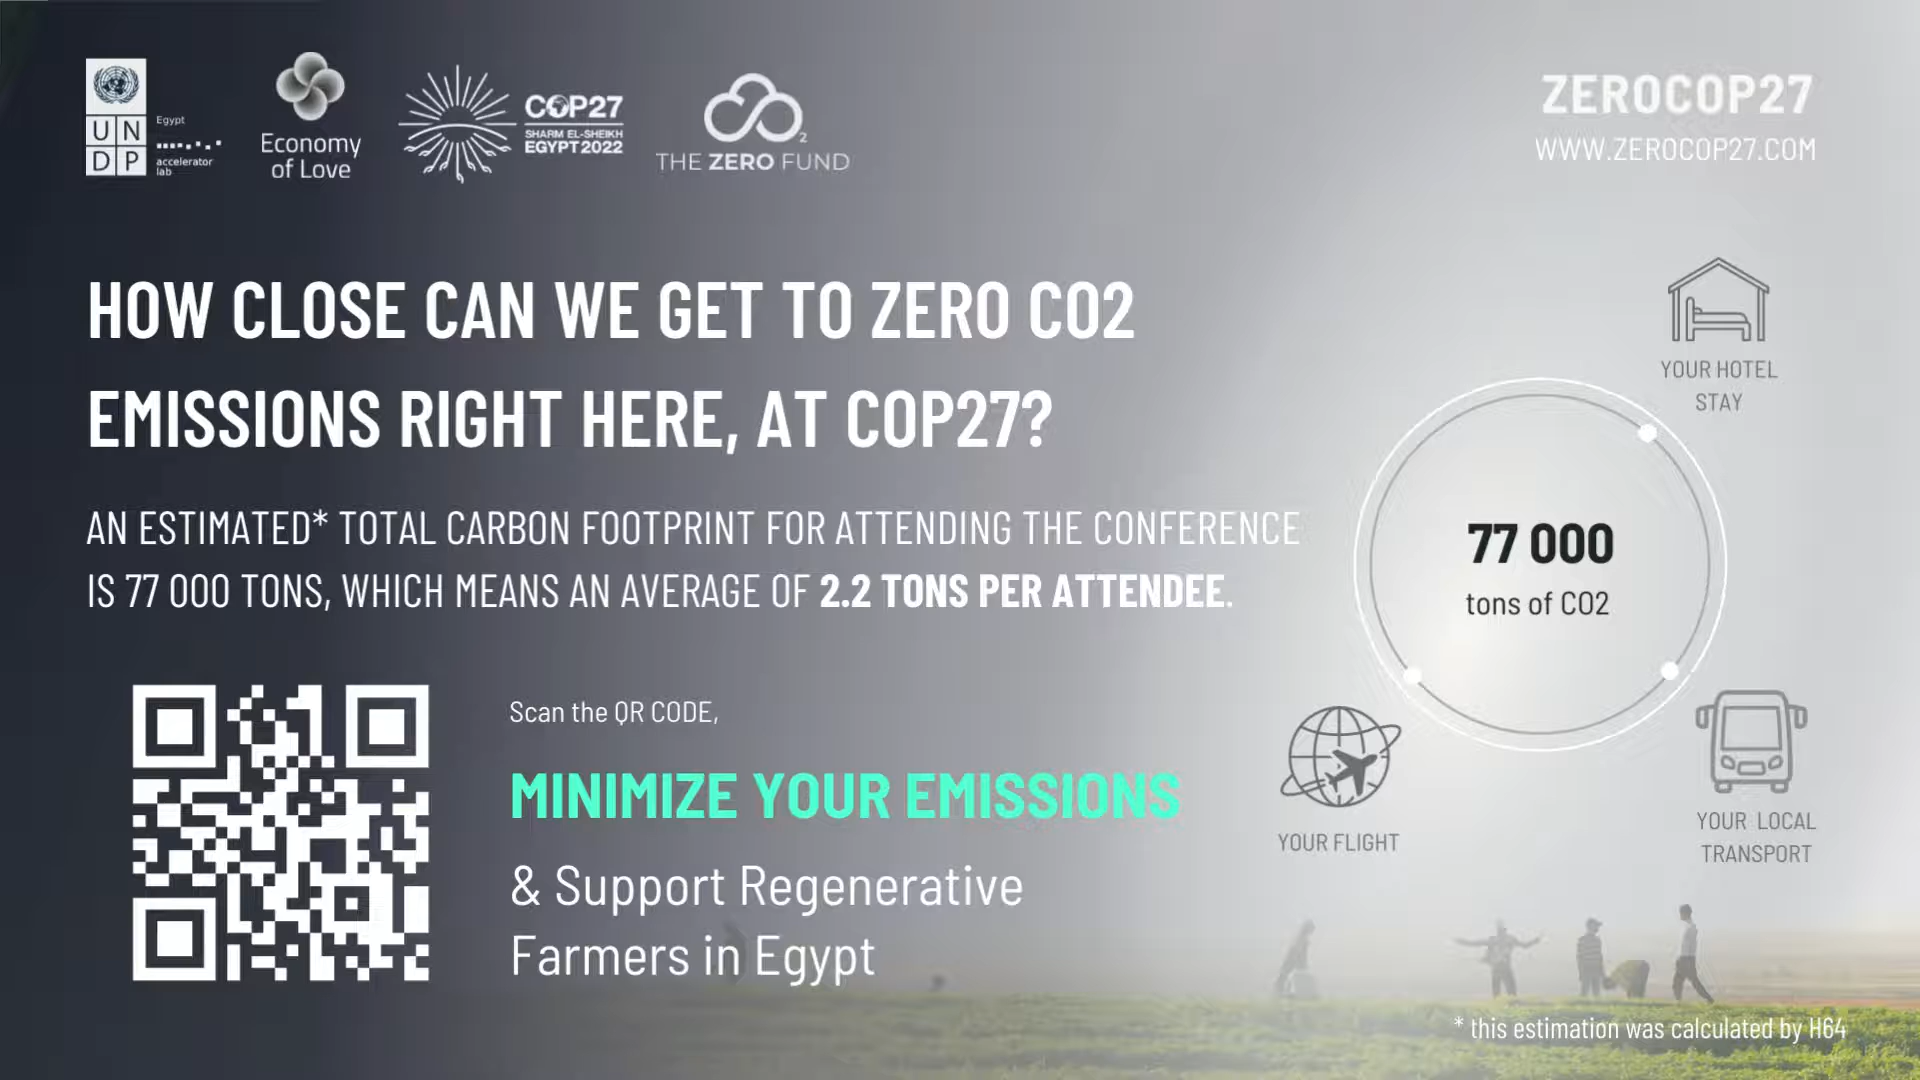 UN
DP
Egypt
accelerator
lab
Economy
of Love
COP27
SHARM EL-SHEIKH
EGYPT2022
2
THE ZERO FUND
ZEROCOP27
WWW.ZEROCOP27.COM
HOW CLOSE CAN WE GET TO ZERO CO2
EMISSIONS RIGHT HERE, AT COP27?
AN ESTIMATED* TOTAL CARBON FOOTPRINT FOR ATTENDING THE CONFERENCE
IS 77 000 TONS, WHICH MEANS AN AVERAGE OF 2.2 TONS PER ATTENDEE.
YOUR HOTEL
STAY
77 000
tons of CO2
YOUR FLIGHT
YOUR LOCAL
TRANSPORT
Scan the QR CODE,
MINIMIZE YOUR EMISSIONS
& Support Regenerative
Farmers in Egypt
* this estimation was calculated by H64